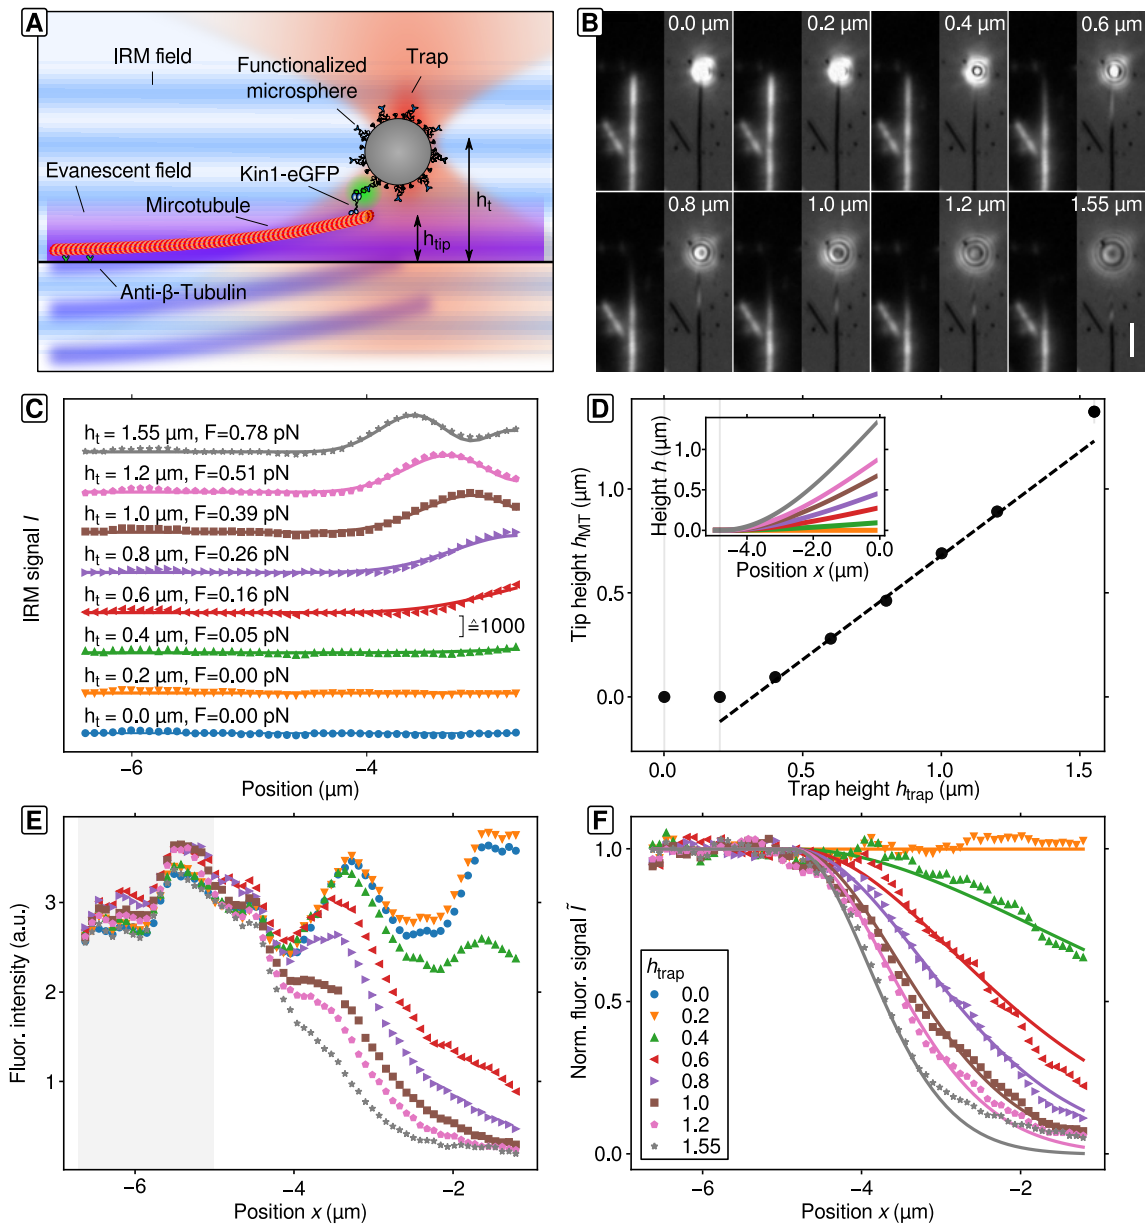 A
IRM field
Functionalized
microsphere
Trap
Evanescent field
Kin1-eGFP
Mircotubule
h_t
h_tip
Anti-β-Tubulin
B
0.0 µm
0.2 µm
0.4 µm
0.6 µm
0.8 µm
1.0 µm
1.2 µm
1.55 µm
C
h_t = 1.55 µm, F=0.78 pN
h_t = 1.2 µm, F=0.51 pN
h_t = 1.0 µm, F=0.39 pN
h_t = 0.8 µm, F=0.26 pN
h_t = 0.6 µm, F=0.16 pN
≙1000
h_t = 0.4 µm, F=0.05 pN
h_t = 0.2 µm, F=0.00 pN
h_t = 0.0 µm, F=0.00 pN
IRM signal I
−6
−4
Position (µm)
D
Tip height h_MT (µm)
1.0
0.5
0.0
Height h (µm)
1.0
0.5
0.0
−4.0
−2.0
0.0
Position x (µm)
0.0
0.5
1.0
1.5
Trap height h_trap (µm)
E
Fluor. intensity (a.u.)
3
2
1
−6
−4
−2
Position x (µm)
F
Norm. fluor. signal Ĩ
1.0
0.5
0.0
h_trap
0.0
0.2
0.4
0.6
0.8
1.0
1.2
1.55
−6
−4
−2
Position x (µm)